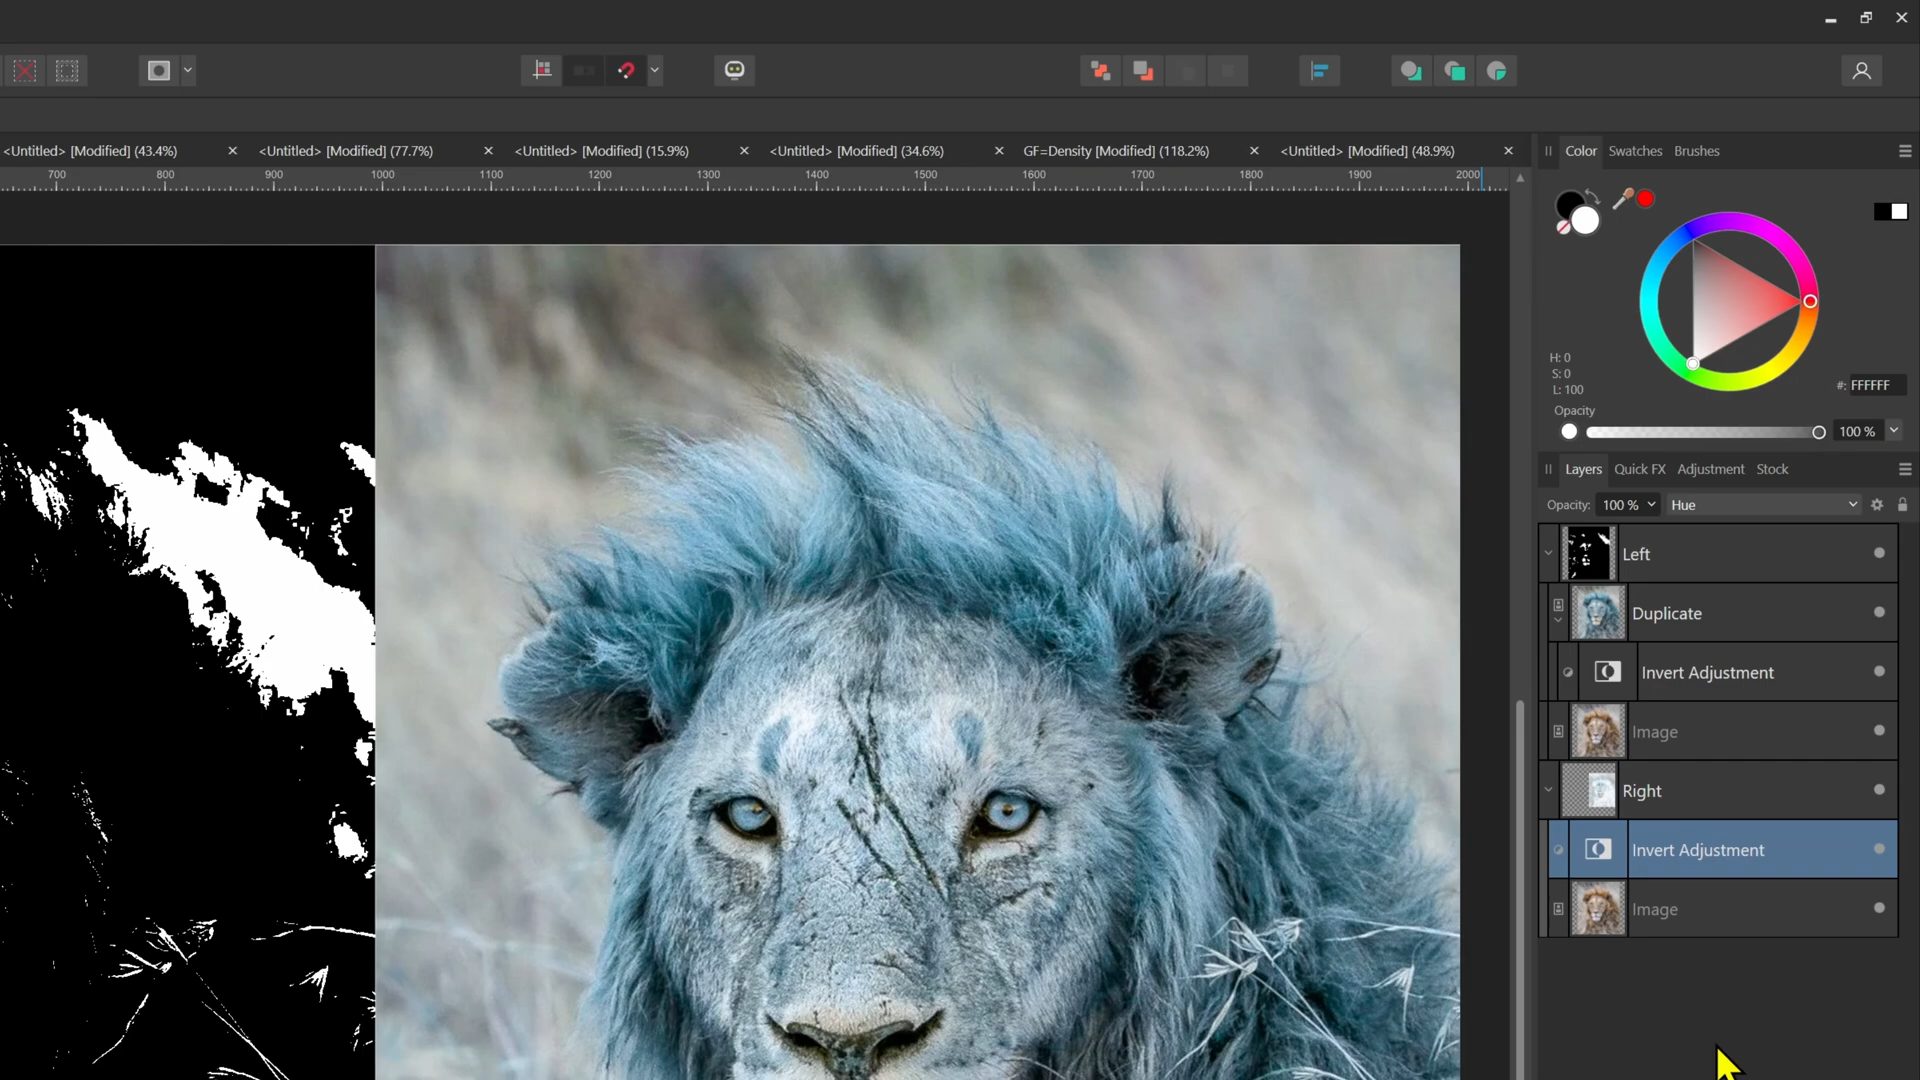 <Untitled> [Modified] (43.4%)
<Untitled> [Modified] (77.7%)
<Untitled> [Modified] (15.9%)
<Untitled> [Modified] (34.6%)
GF=Density [Modified] (118.2%)
<Untitled> [Modified] (48.9%)
700 800 900 1000 1100 1200 1300 1400 1500 1600 1700 1800 1900 2000
Color Swatches Brushes
H: 0
S: 0
L: 100
#: FFFFFF
Opacity
100 %
Layers Quick FX Adjustment Stock
Opacity: 100 % Hue
Left
Duplicate
Invert Adjustment
Image
Right
Invert Adjustment
Image